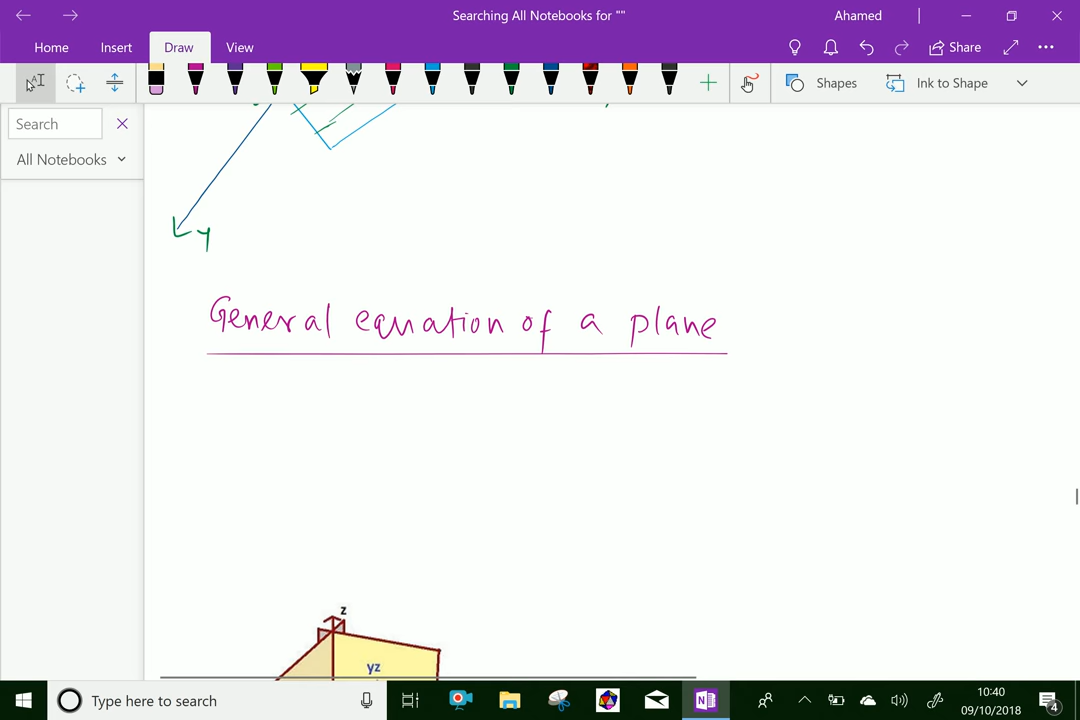 Searching All Notebooks for ""
Ahamed
Home
Insert
Draw
View
Share
Shapes
Ink to Shape
Search
All Notebooks
Y
General equation of a plane
z
yz
Type here to search
10:40
09/10/2018
4